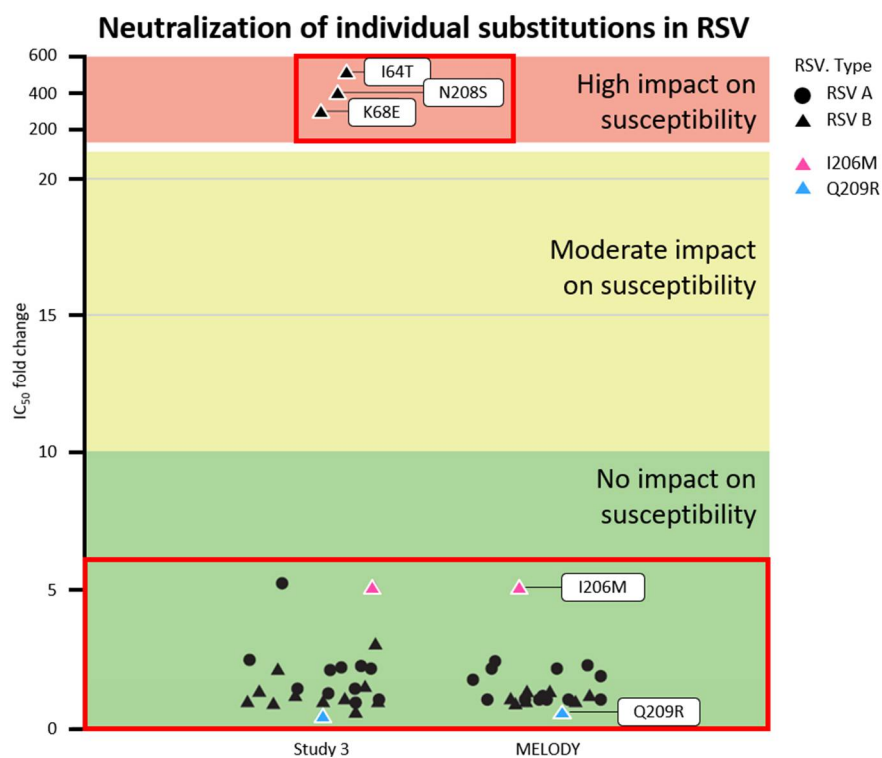 Neutralization of individual substitutions in RSV
600
400
200
20
15
10
5
0
IC50 fold change
I64T
N208S
K68E
High impact on
susceptibility
Moderate impact
on susceptibility
No impact on
susceptibility
I206M
Q209R
Study 3
MELODY
RSV. Type
RSV A
RSV B
I206M
Q209R